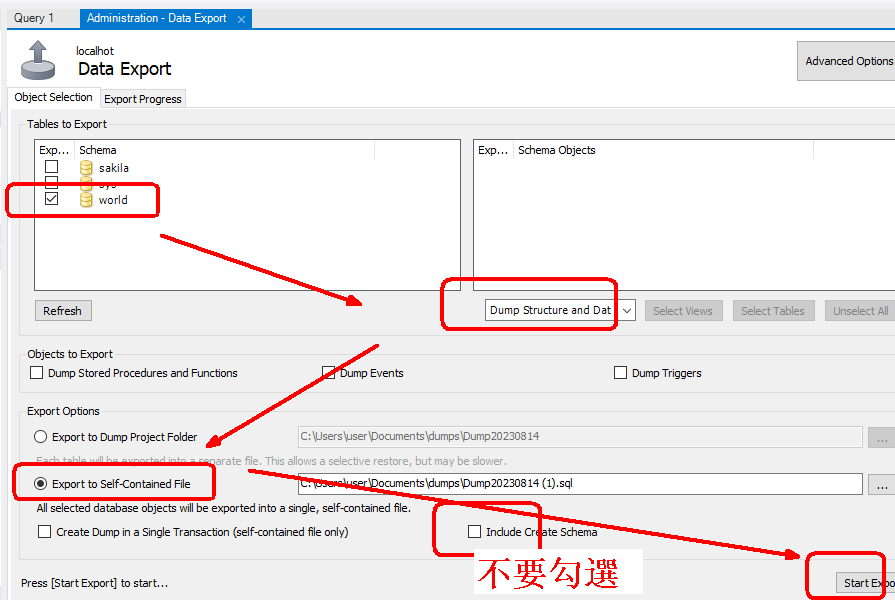 Query 1
Administration - Data Export
localhot
Data Export
Advanced Options
Object Selection
Export Progress
Tables to Export
Exp... Schema
sakila
sys
world
Exp... Schema Objects
Refresh
Dump Structure and Dat
Select Views
Select Tables
Unselect All
Objects to Export
Dump Stored Procedures and Functions
Dump Events
Dump Triggers
Export Options
Export to Dump Project Folder
C:\Users\user\Documents\dumps\Dump20230814
...
Each table will be exported into a separate file. This allows a selective restore, but may be slower.
Export to Self-Contained File
C:\Users\user\Documents\dumps\Dump20230814 (1).sql
...
All selected database objects will be exported into a single, self-contained file.
Create Dump in a Single Transaction (self-contained file only)
Include Create Schema
不要勾選
Press [Start Export] to start...
Start Expo